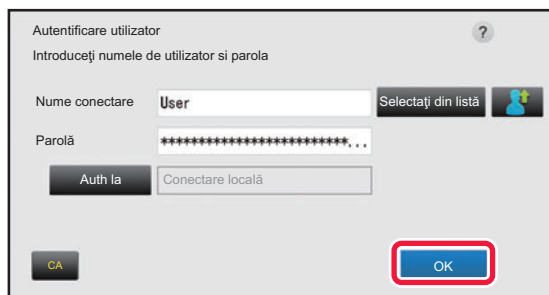 Autentificare utilizator
?
Introduceţi numele de utilizator si parola
Nume conectare User Selectaţi din listă
Parolă *************************...
Auth la Conectare locală
CA OK